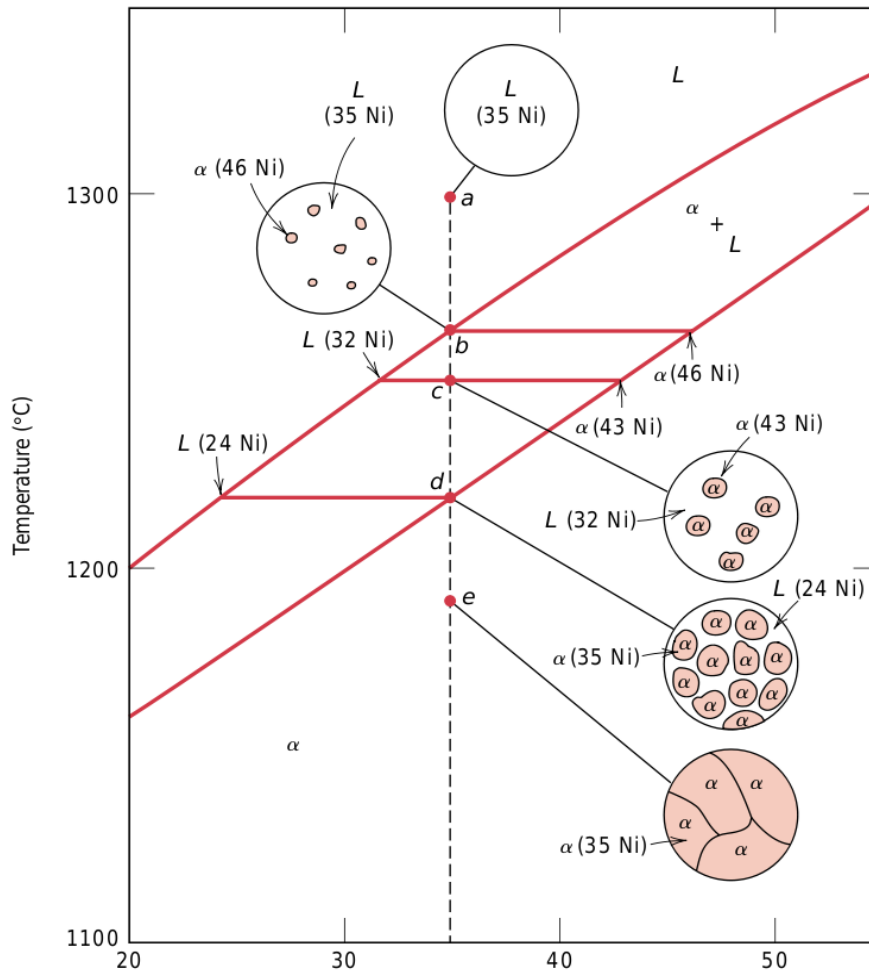 L
(35 Ni)
L
(35 Ni)
L
α (46 Ni)
1300
a
α
+
L
L (32 Ni)
b
α (46 Ni)
c
α (43 Ni)
α (43 Ni)
L (24 Ni)
d
α
α
L (32 Ni)
α
α
α
1200
e
L (24 Ni)
α
α
α
α (35 Ni)
α
α
α
α
α
α
α
α
Temperature (°C)
α
α
α
α
α (35 Ni)
α
1100
20
30
40
50